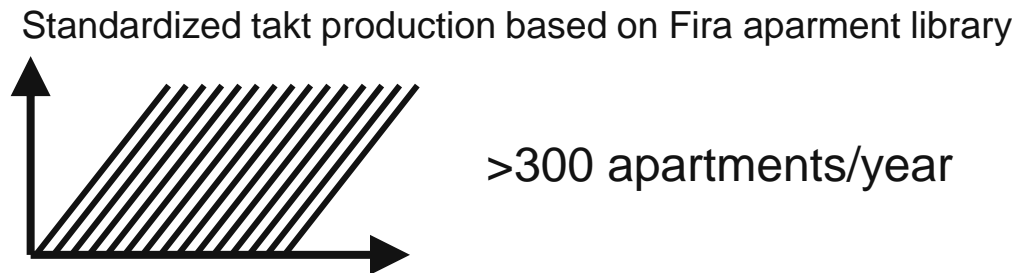 Standardized takt production based on Fira aparment library
>300 apartments/year